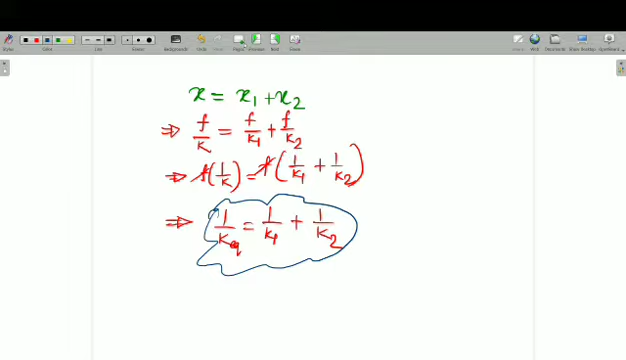 x = x₁ + x₂
⇒ f/k = f/k₁ + f/k₂
⇒ f(1/k) = f(1/k₁ + 1/k₂)
⇒ 1/keq = 1/k₁ + 1/k₂